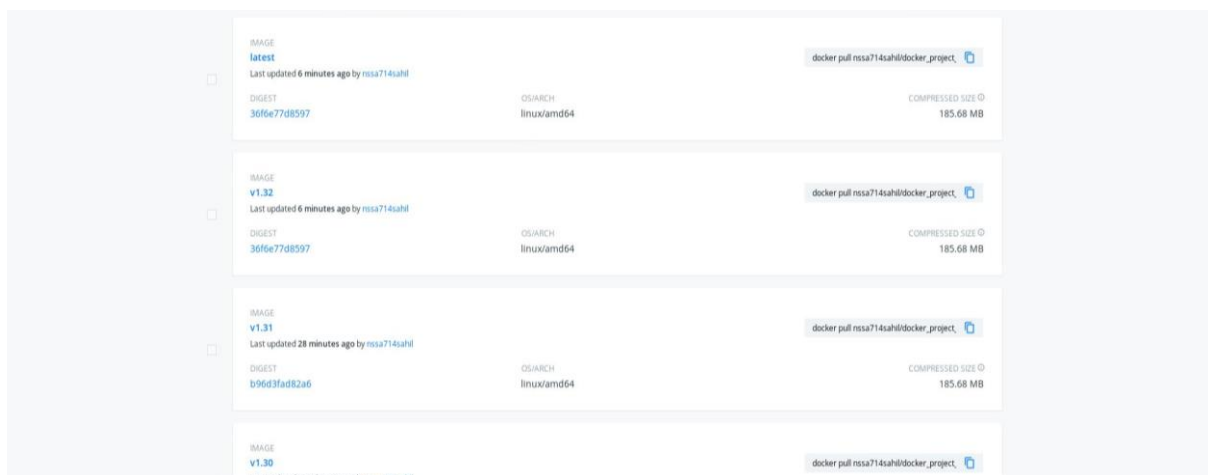 IMAGE
latest
docker pull nssa714sahil/docker_project_
Last updated 6 minutes ago by nssa714sahil
DIGEST OS/ARCH COMPRESSED SIZE
36f6e77d8597 linux/amd64 185.68 MB
IMAGE
v1.32
docker pull nssa714sahil/docker_project_
Last updated 6 minutes ago by nssa714sahil
DIGEST OS/ARCH COMPRESSED SIZE
36f6e77d8597 linux/amd64 185.68 MB
IMAGE
v1.31
docker pull nssa714sahil/docker_project_
Last updated 28 minutes ago by nssa714sahil
DIGEST OS/ARCH COMPRESSED SIZE
b96d3fad82a6 linux/amd64 185.68 MB
IMAGE
v1.30
docker pull nssa714sahil/docker_project_